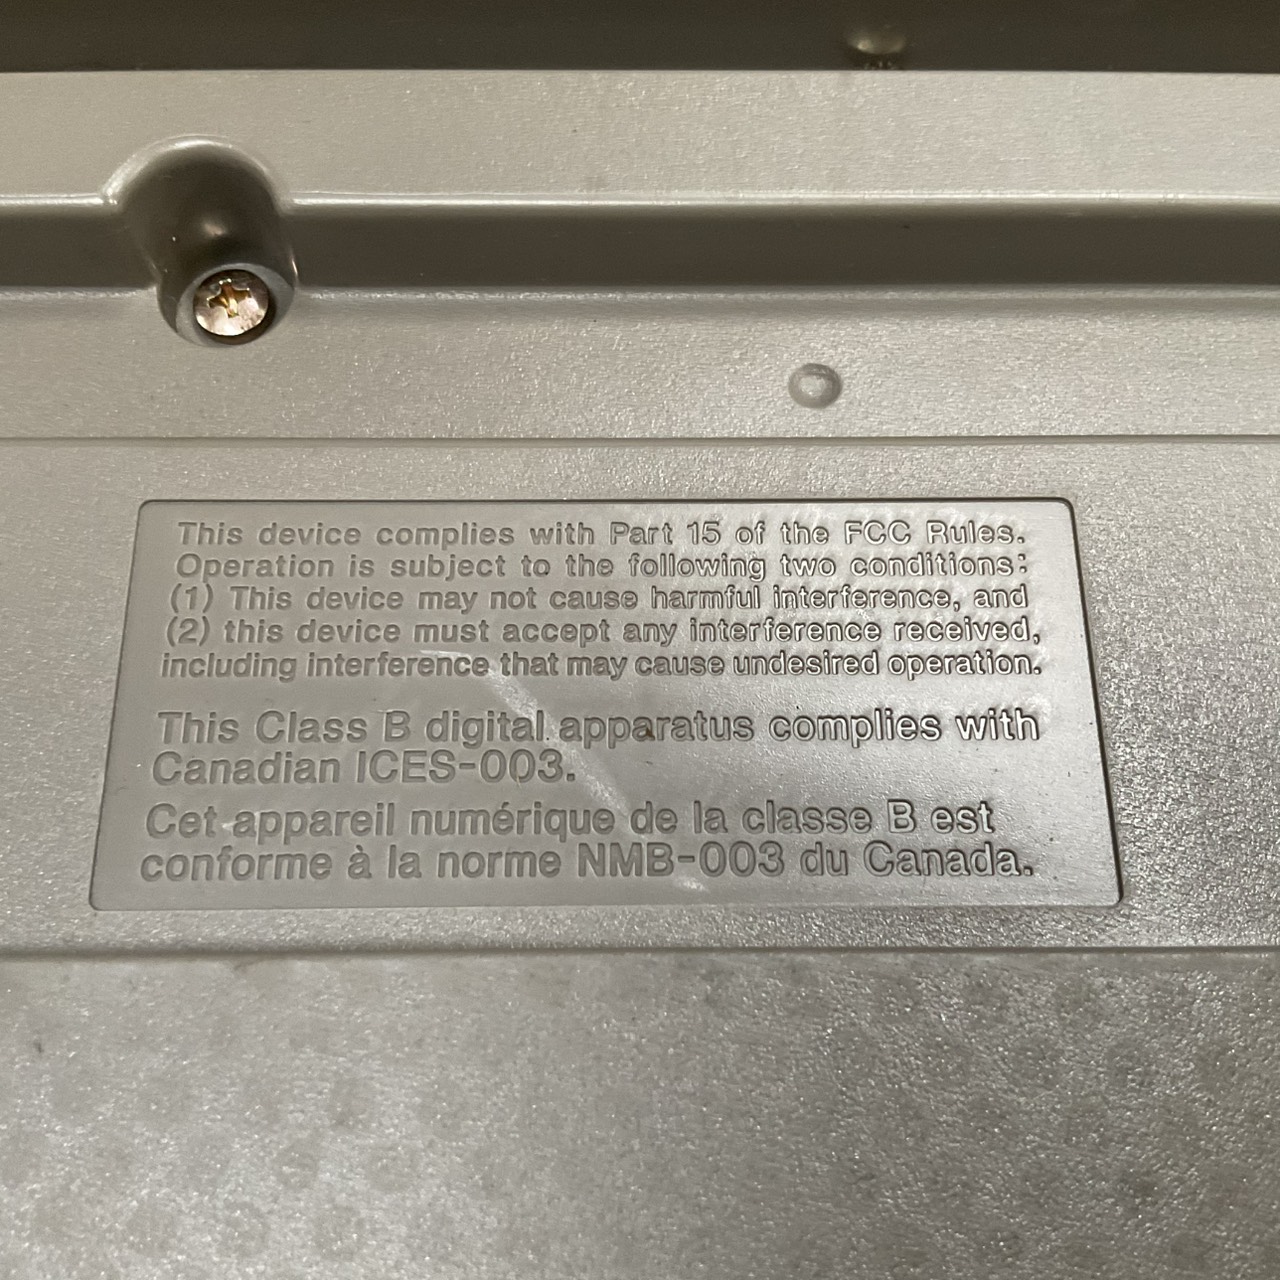 This device complies with Part 15 of the FCC Rules.
Operation is subject to the following two conditions:
(1) This device may not cause harmful interference, and
(2) this device must accept any interference received,
including interference that may cause undesired operation.
This Class B digital apparatus complies with
Canadian ICES-003.
Cet appareil numérique de la classe B est
conforme à la norme NMB-003 du Canada.